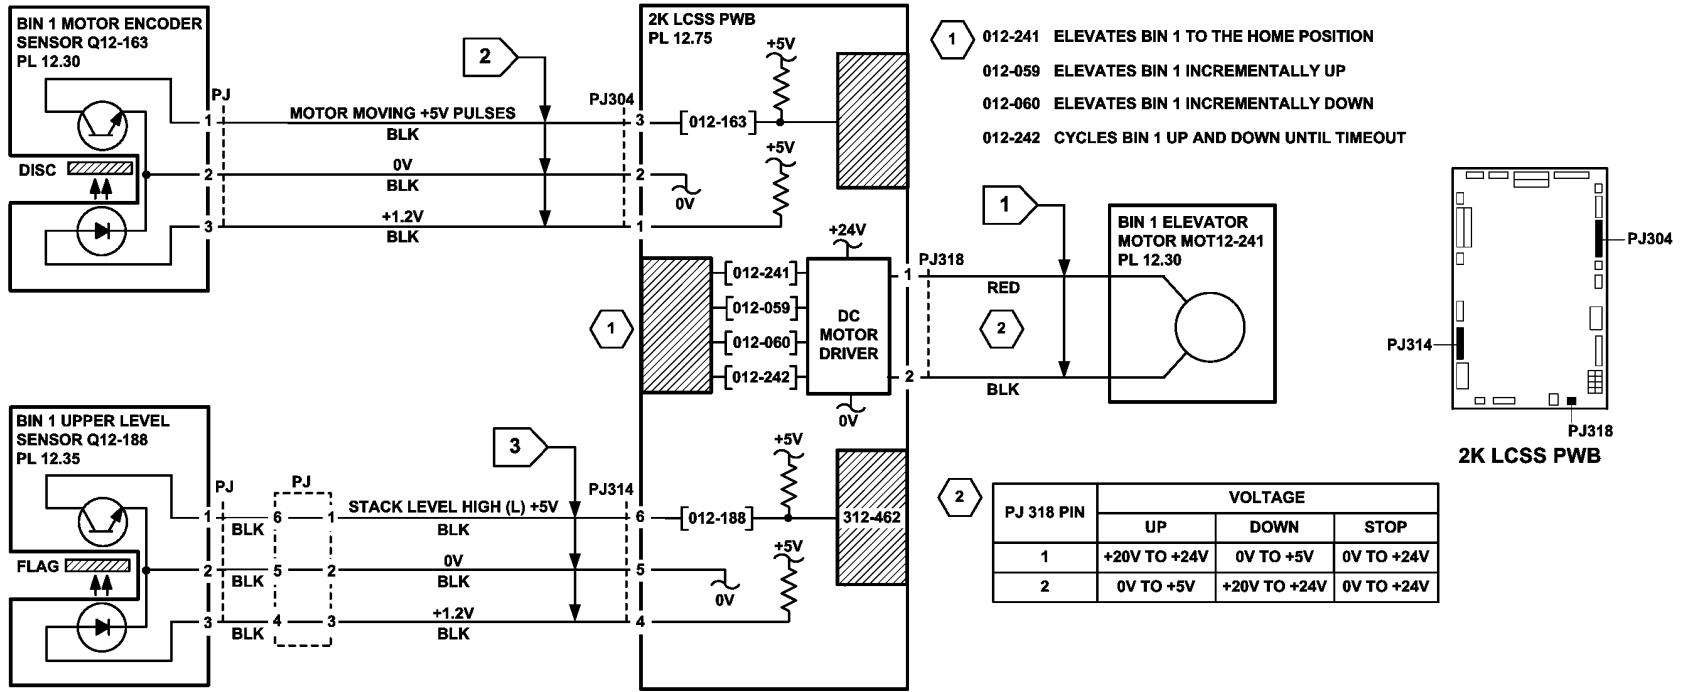 BIN 1 MOTOR ENCODER
SENSOR Q12-163
PL 12.30
PJ
1
2
3
DISC
2
MOTOR MOVING +5V PULSES
BLK
0V
BLK
+1.2V
BLK
PJ304
3
2
1
2K LCSS PWB
PL 12.75
+5V
012-163
+5V
0V
+24V
012-241
012-059
012-060
012-242
1
DC
MOTOR
DRIVER
0V
1
2
PJ318
RED
2
BLK
1
BIN 1 ELEVATOR
MOTOR MOT12-241
PL 12.30
1
012-241 ELEVATES BIN 1 TO THE HOME POSITION
012-059 ELEVATES BIN 1 INCREMENTALLY UP
012-060 ELEVATES BIN 1 INCREMENTALLY DOWN
012-242 CYCLES BIN 1 UP AND DOWN UNTIL TIMEOUT
PJ304
PJ314
PJ318
2K LCSS PWB
BIN 1 UPPER LEVEL
SENSOR Q12-188
PL 12.35
FLAG
PJ
1
2
3
BLK
BLK
BLK
PJ
6 1
5 2
4 3
3
STACK LEVEL HIGH (L) +5V
BLK
0V
BLK
+1.2V
BLK
PJ314
6
5
4
+5V
012-188
312-462
+5V
0V
2
PJ 318 PIN VOLTAGE
UP DOWN STOP
1 +20V TO +24V 0V TO +5V 0V TO +24V
2 0V TO +5V +20V TO +24V 0V TO +24V